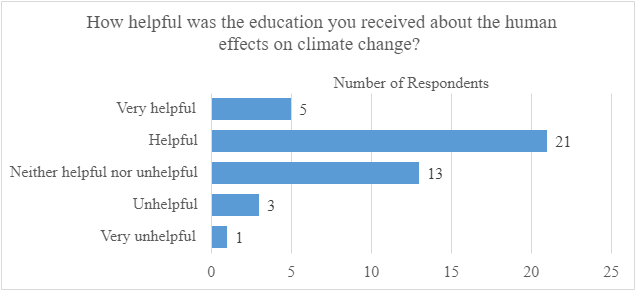 How helpful was the education you received about the human
effects on climate change?
Number of Respondents
Very helpful 5
Helpful 21
Neither helpful nor unhelpful 13
Unhelpful 3
Very unhelpful 1
0 5 10 15 20 25